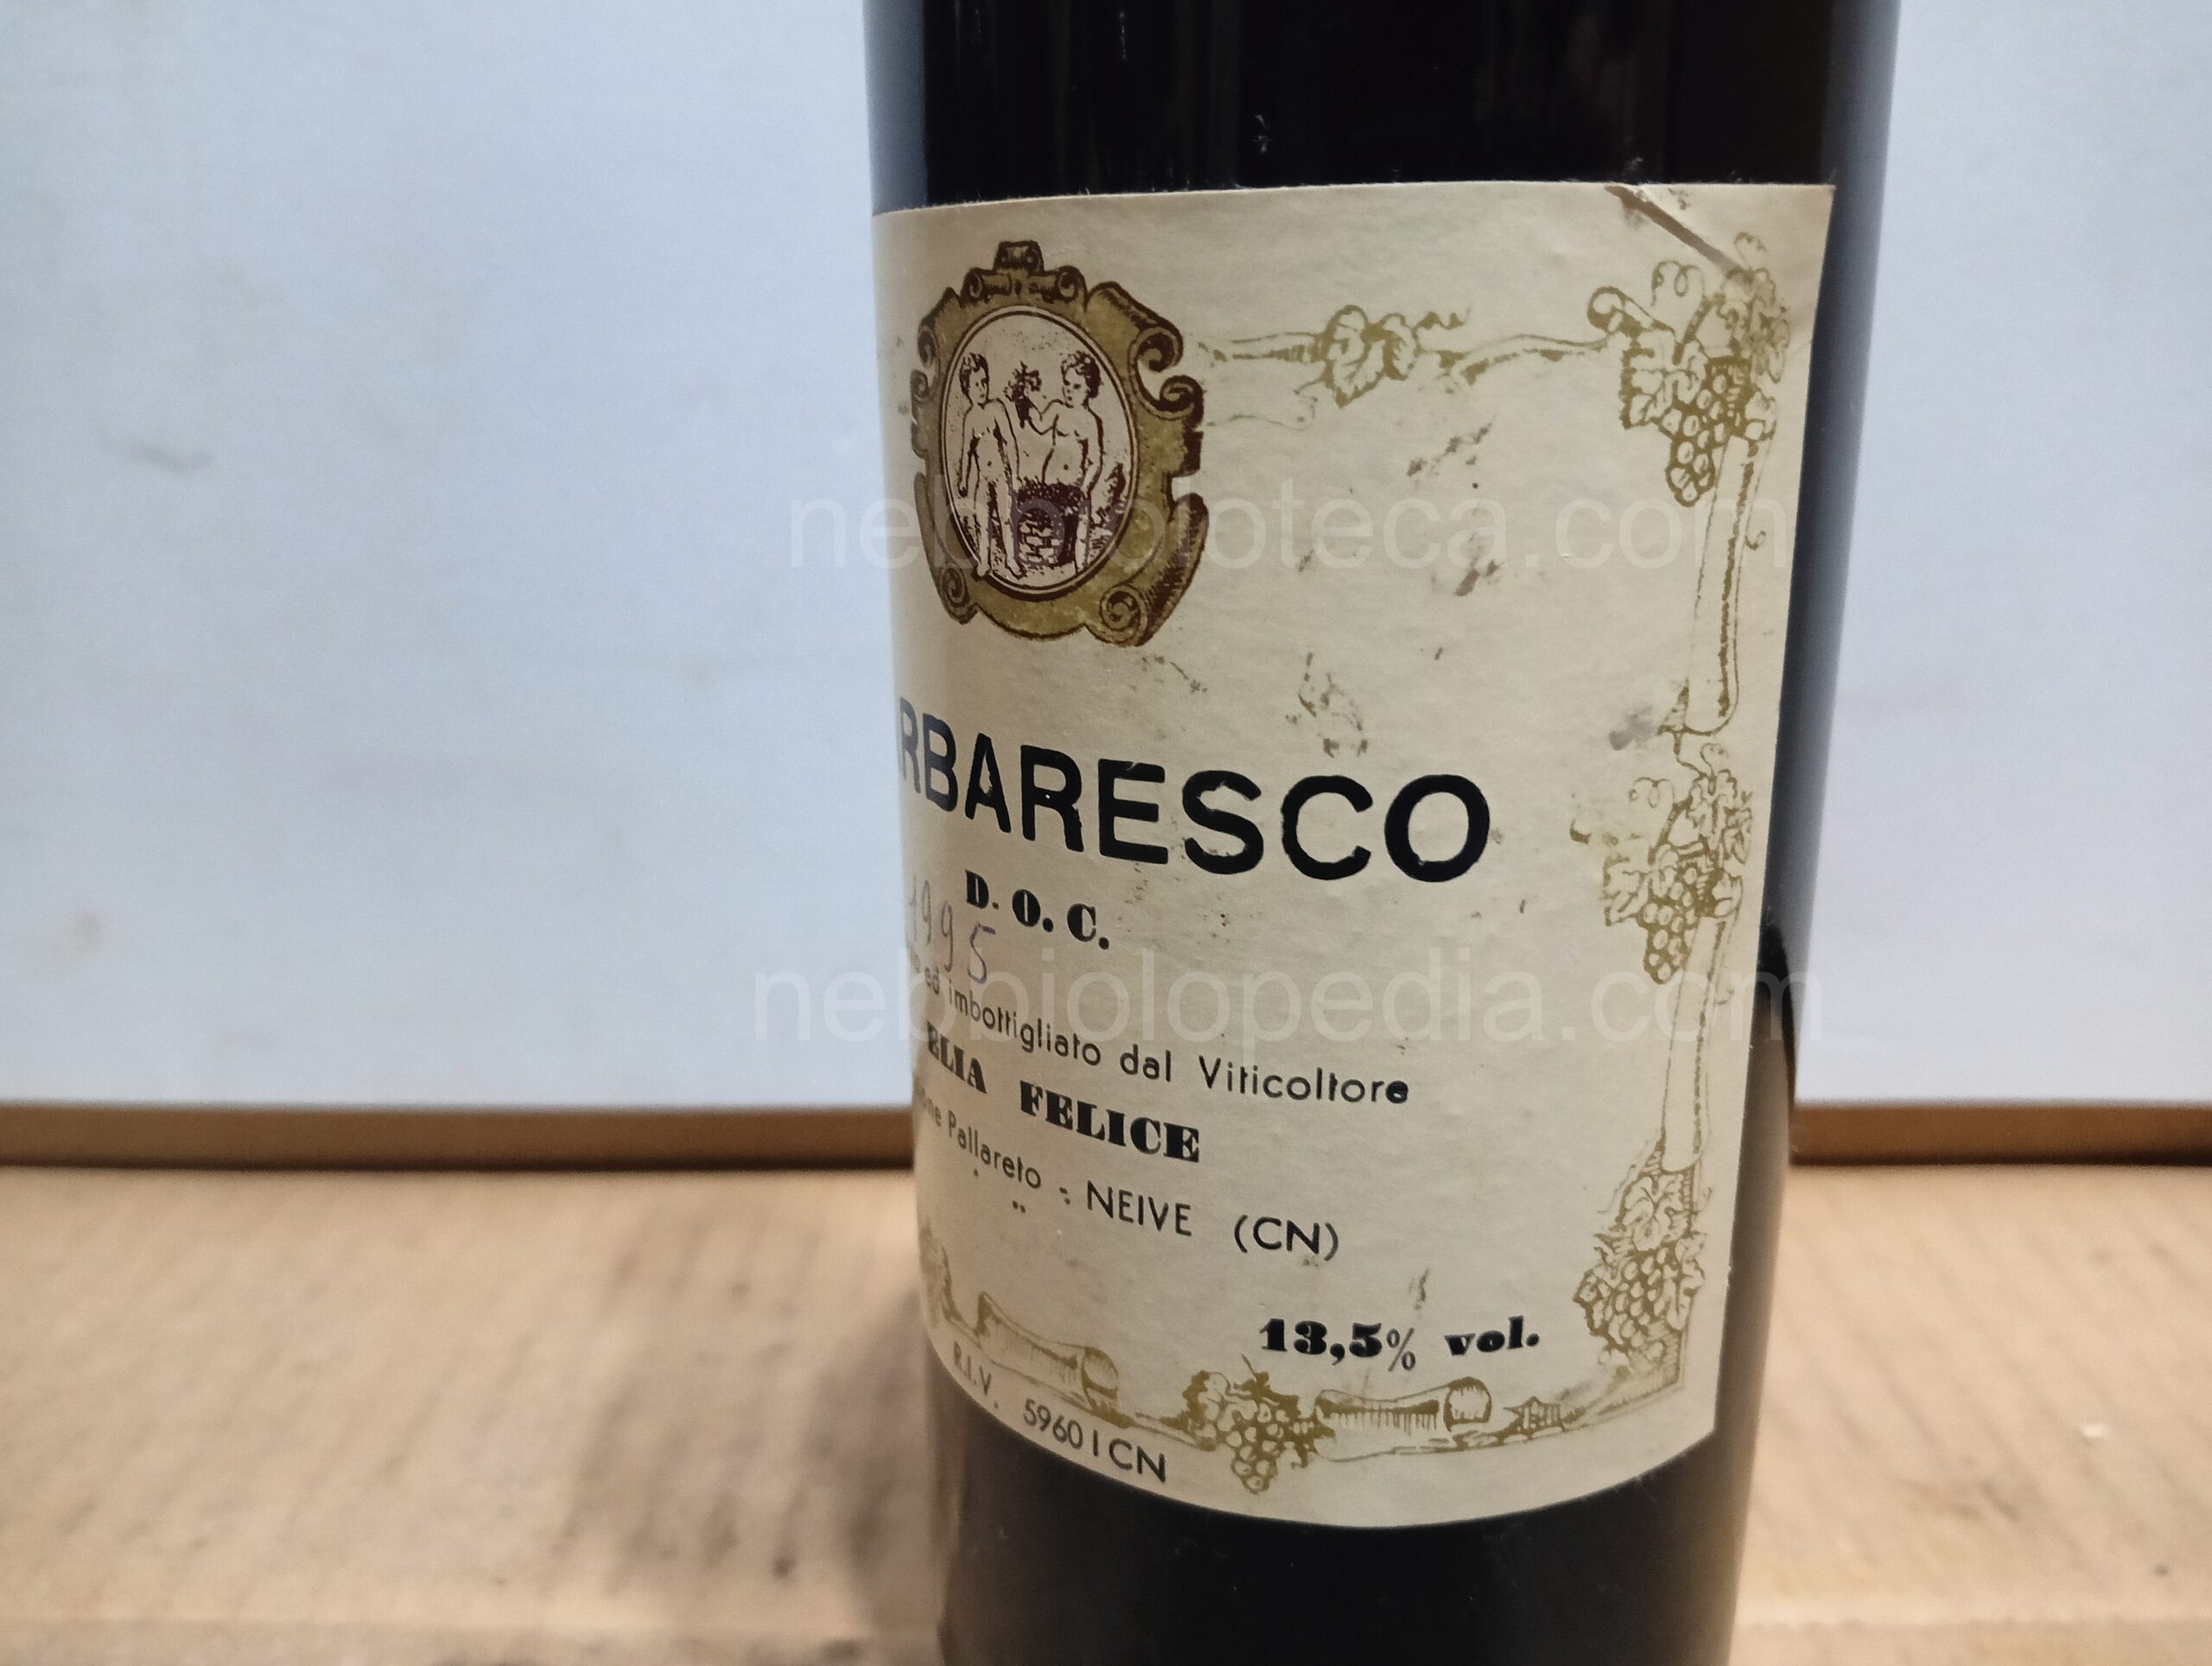 nebbioloteca.com
RBARESCO
D. O. C.
1995
ed imbottigliato dal Viticoltore
nebbiolopedia.com
ELIA FELICE
Pallareto - NEIVE (CN)
13,5% vol.
R.I.V. 5960 I CN